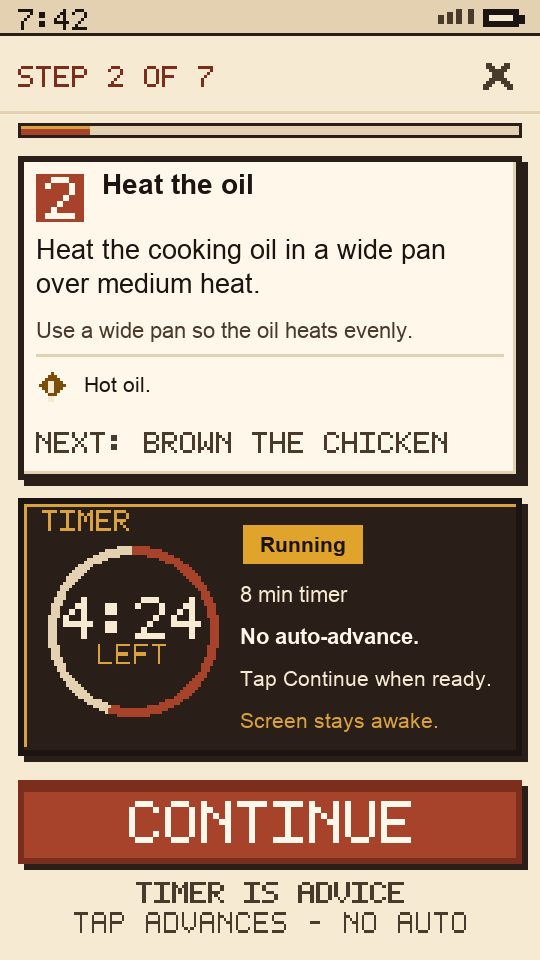 7:42
STEP 2 OF 7
2
Heat the oil
Heat the cooking oil in a wide pan
over medium heat.
Use a wide pan so the oil heats evenly.
Hot oil.
NEXT: BROWN THE CHICKEN
TIMER
4:24
LEFT
Running
8 min timer
No auto-advance.
Tap Continue when ready.
Screen stays awake.
CONTINUE
TIMER IS ADVICE
TAP ADVANCES - NO AUTO